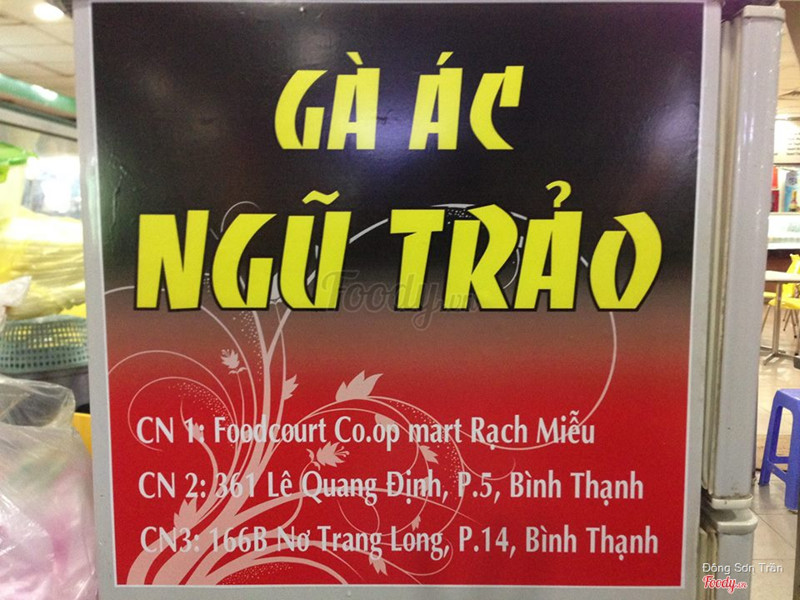 GÀ ÁC
NGŨ TRẢO
Foody.vn
CN 1: Foodcourt Co.op mart Rạch Miễu
CN 2: 361 Lê Quang Định, P.5, Bình Thạnh
CN3: 166B Nơ Trang Long, P.14, Bình Thạnh
Đông Sơn Trần
Foody.vn